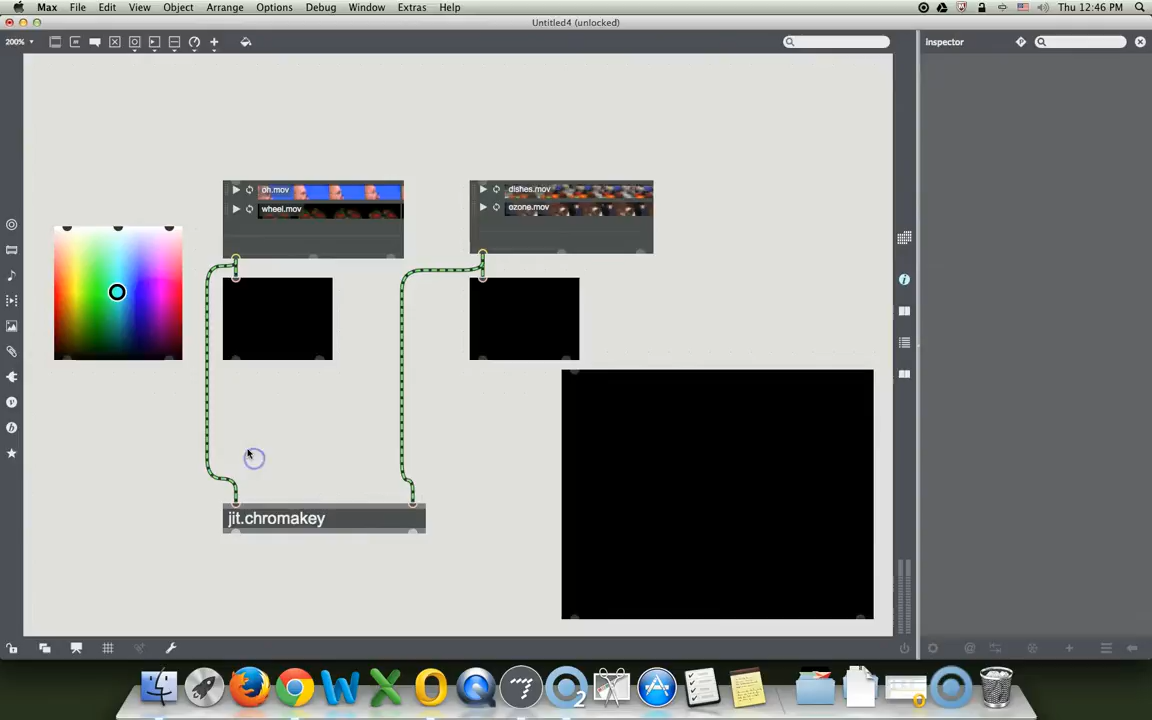 Max File Edit View Object Arrange Options Debug Window Extras Help Thu 12:46 PM
Untitled4 (unlocked)
200%
inspector
oh.mov
wheel.mov
dishes.mov
ozone.mov
jit.chromakey
2